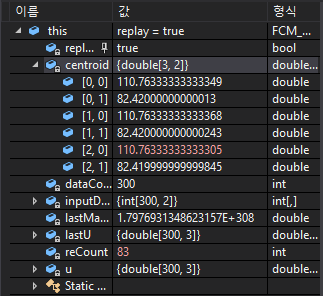 이름 값 형식
this replay = true FCM_...
repl... true bool
centroid {double[3, 2]} double...
[0, 0] 110.76333333333349 double
[0, 1] 82.42000000000013 double
[1, 0] 110.76333333333368 double
[1, 1] 82.42000000000243 double
[2, 0] 110.76333333333305 double
[2, 1] 82.419999999999845 double
dataCo... 300 int
inputD... {int[300, 2]} int[,]
lastMa... 1.7976931348623157E+308 double
lastU {double[300, 3]} double...
reCount 83 int
u {double[300, 3]} double...
Static ...